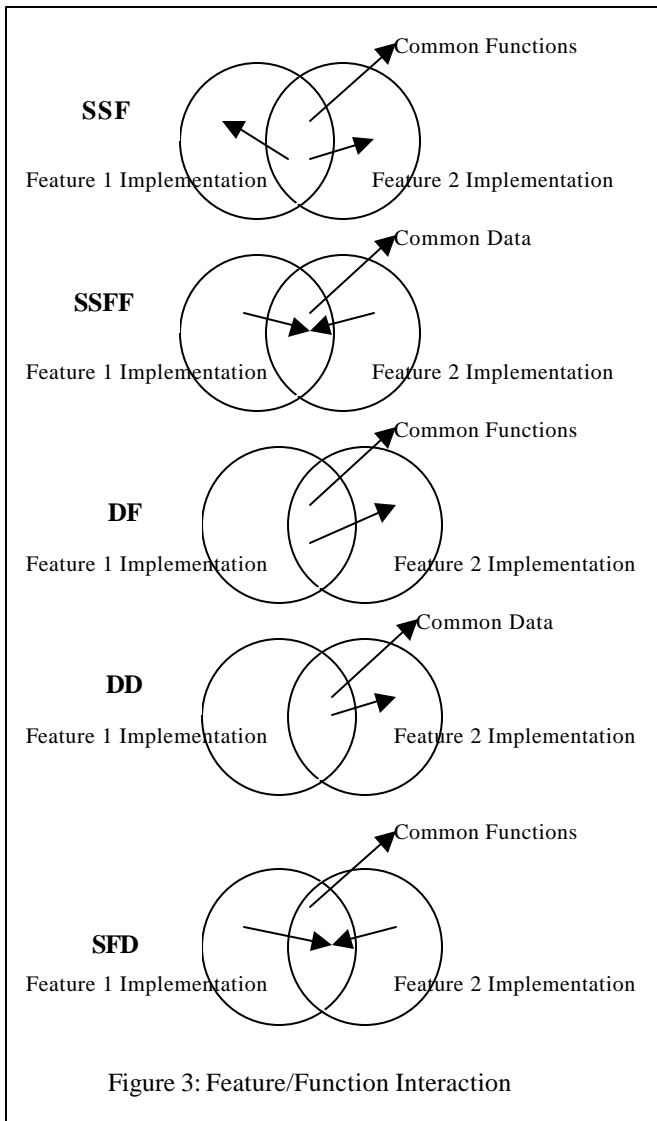 Common Functions
SSF
Feature 1 Implementation Feature 2 Implementation
Common Data
SSFF
Feature 1 Implementation Feature 2 Implementation
Common Functions
DF
Feature 1 Implementation Feature 2 Implementation
Common Data
DD
Feature 1 Implementation Feature 2 Implementation
Common Functions
SFD
Feature 1 Implementation Feature 2 Implementation
Figure 3: Feature/Function Interaction